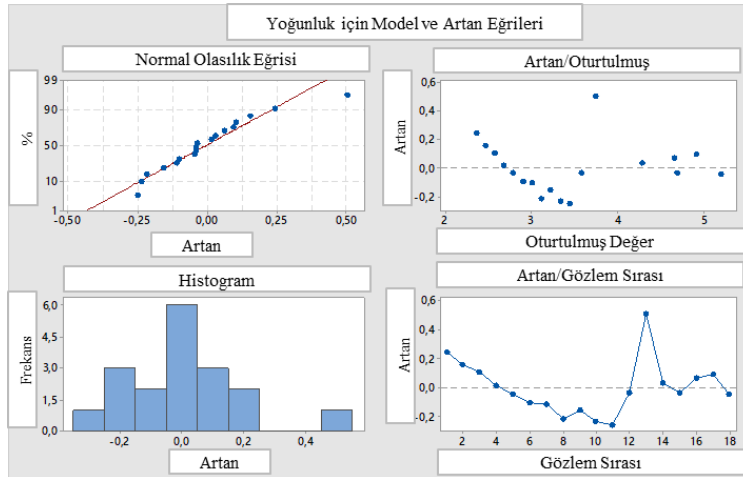 Yoğunluk için Model ve Artan Eğrileri
Normal Olasılık Eğrisi
%
99
90
50
10
1
-0,50 -0,25 0,00 0,25 0,50
Artan
Artan/Oturtulmuş
Artan
0,6
0,4
0,2
0,0
-0,2
2 3 4 5
Oturtulmuş Değer
Histogram
Frekans
6,0
4,5
3,0
1,5
0,0
-0,2 0,0 0,2 0,4
Artan
Artan/Gözlem Sırası
Artan
0,6
0,4
0,2
0,0
-0,2
2 4 6 8 10 12 14 16 18
Gözlem Sırası